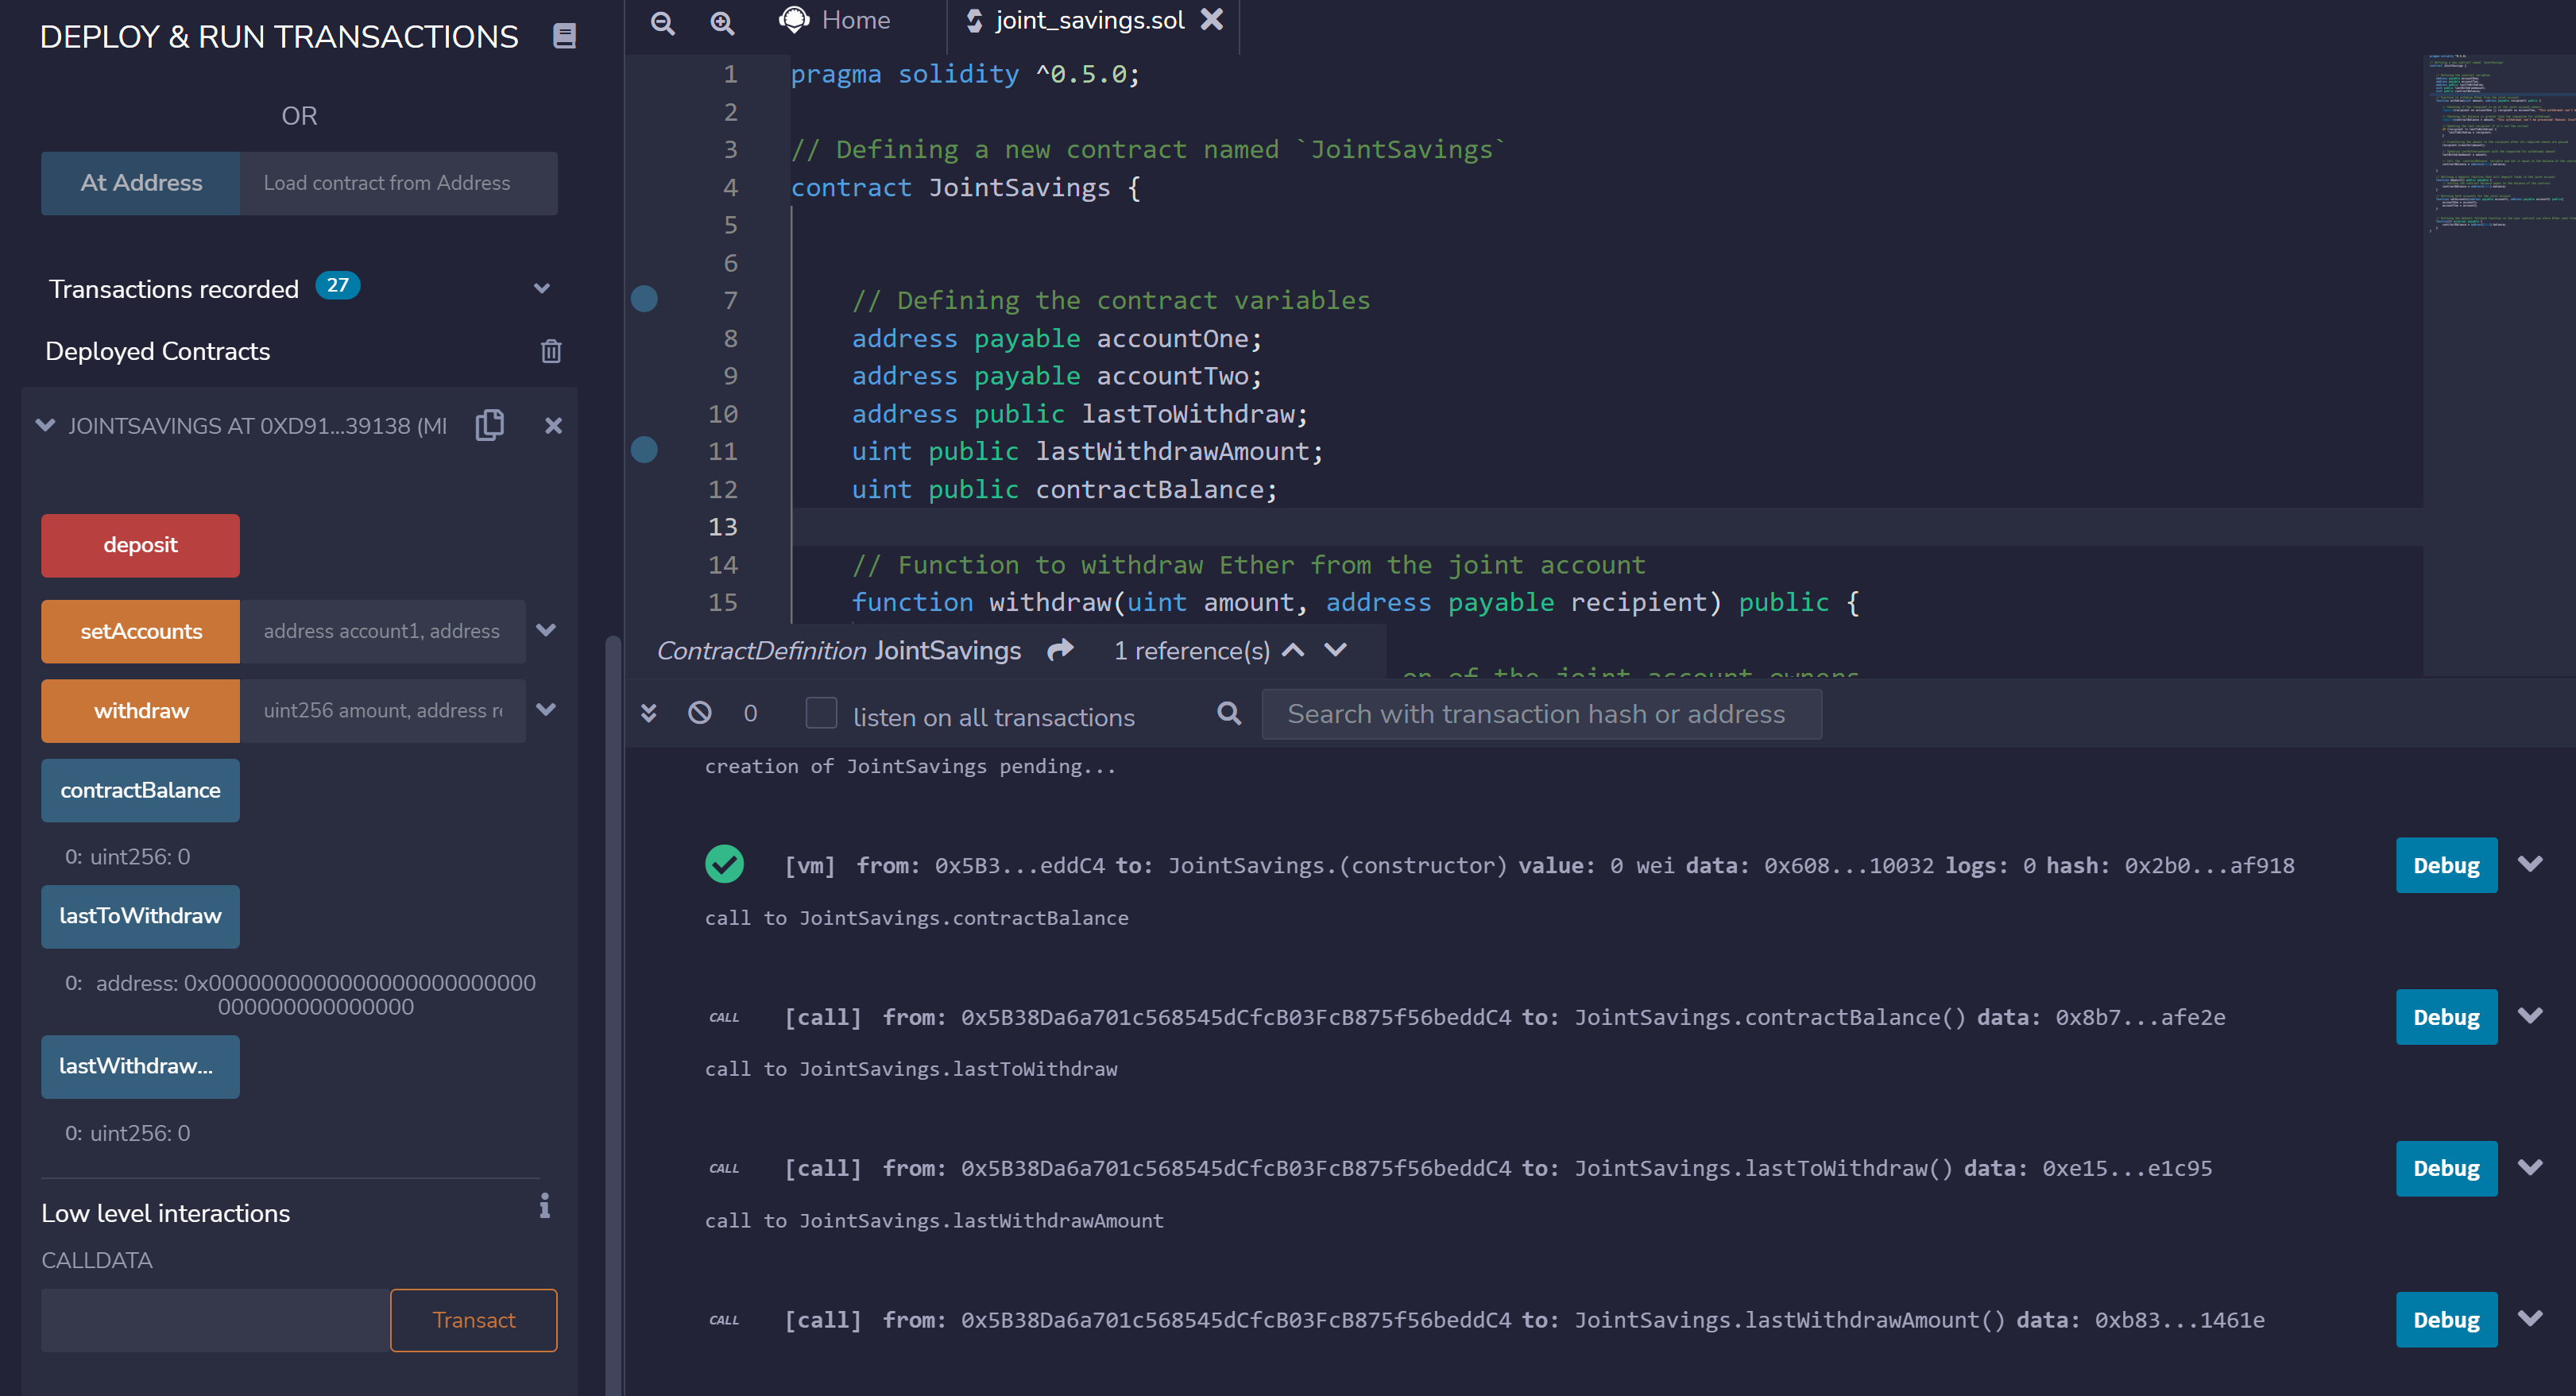 DEPLOY & RUN TRANSACTIONS
OR
At Address
Load contract from Address
Transactions recorded 27
Deployed Contracts
JOINTSAVINGS AT 0XD91...39138 (MI
deposit
setAccounts
address account1, address
withdraw
uint256 amount, address
contractBalance
0: uint256: 0
lastToWithdraw
0: address: 0x0000000000000000000000000
000000000000000
lastWithdraw...
0: uint256: 0
Low level interactions
CALLDATA
Transact
Home
joint_savings.sol
1 pragma solidity ^0.5.0;
2
3 // Defining a new contract named `JointSavings`
4 contract JointSavings {
5
6
7 // Defining the contract variables
8 address payable accountOne;
9 address payable accountTwo;
10 address public lastToWithdraw;
11 uint public lastWithdrawAmount;
12 uint public contractBalance;
13
14 // Function to withdraw Ether from the joint account
15 function withdraw(uint amount, address payable recipient) public {
on of the joint account owners
ContractDefinition JointSavings 1 reference(s)
0 listen on all transactions
Search with transaction hash or address
creation of JointSavings pending...
[vm] from: 0x5B3...eddC4 to: JointSavings.(constructor) value: 0 wei data: 0x608...10032 logs: 0 hash: 0x2b0...af918
Debug
call to JointSavings.contractBalance
CALL [call] from: 0x5B38Da6a701c568545dCfcB03FcB875f56beddC4 to: JointSavings.contractBalance() data: 0x8b7...afe2e
Debug
call to JointSavings.lastToWithdraw
CALL [call] from: 0x5B38Da6a701c568545dCfcB03FcB875f56beddC4 to: JointSavings.lastToWithdraw() data: 0xe15...e1c95
Debug
call to JointSavings.lastWithdrawAmount
CALL [call] from: 0x5B38Da6a701c568545dCfcB03FcB875f56beddC4 to: JointSavings.lastWithdrawAmount() data: 0xb83...1461e
Debug